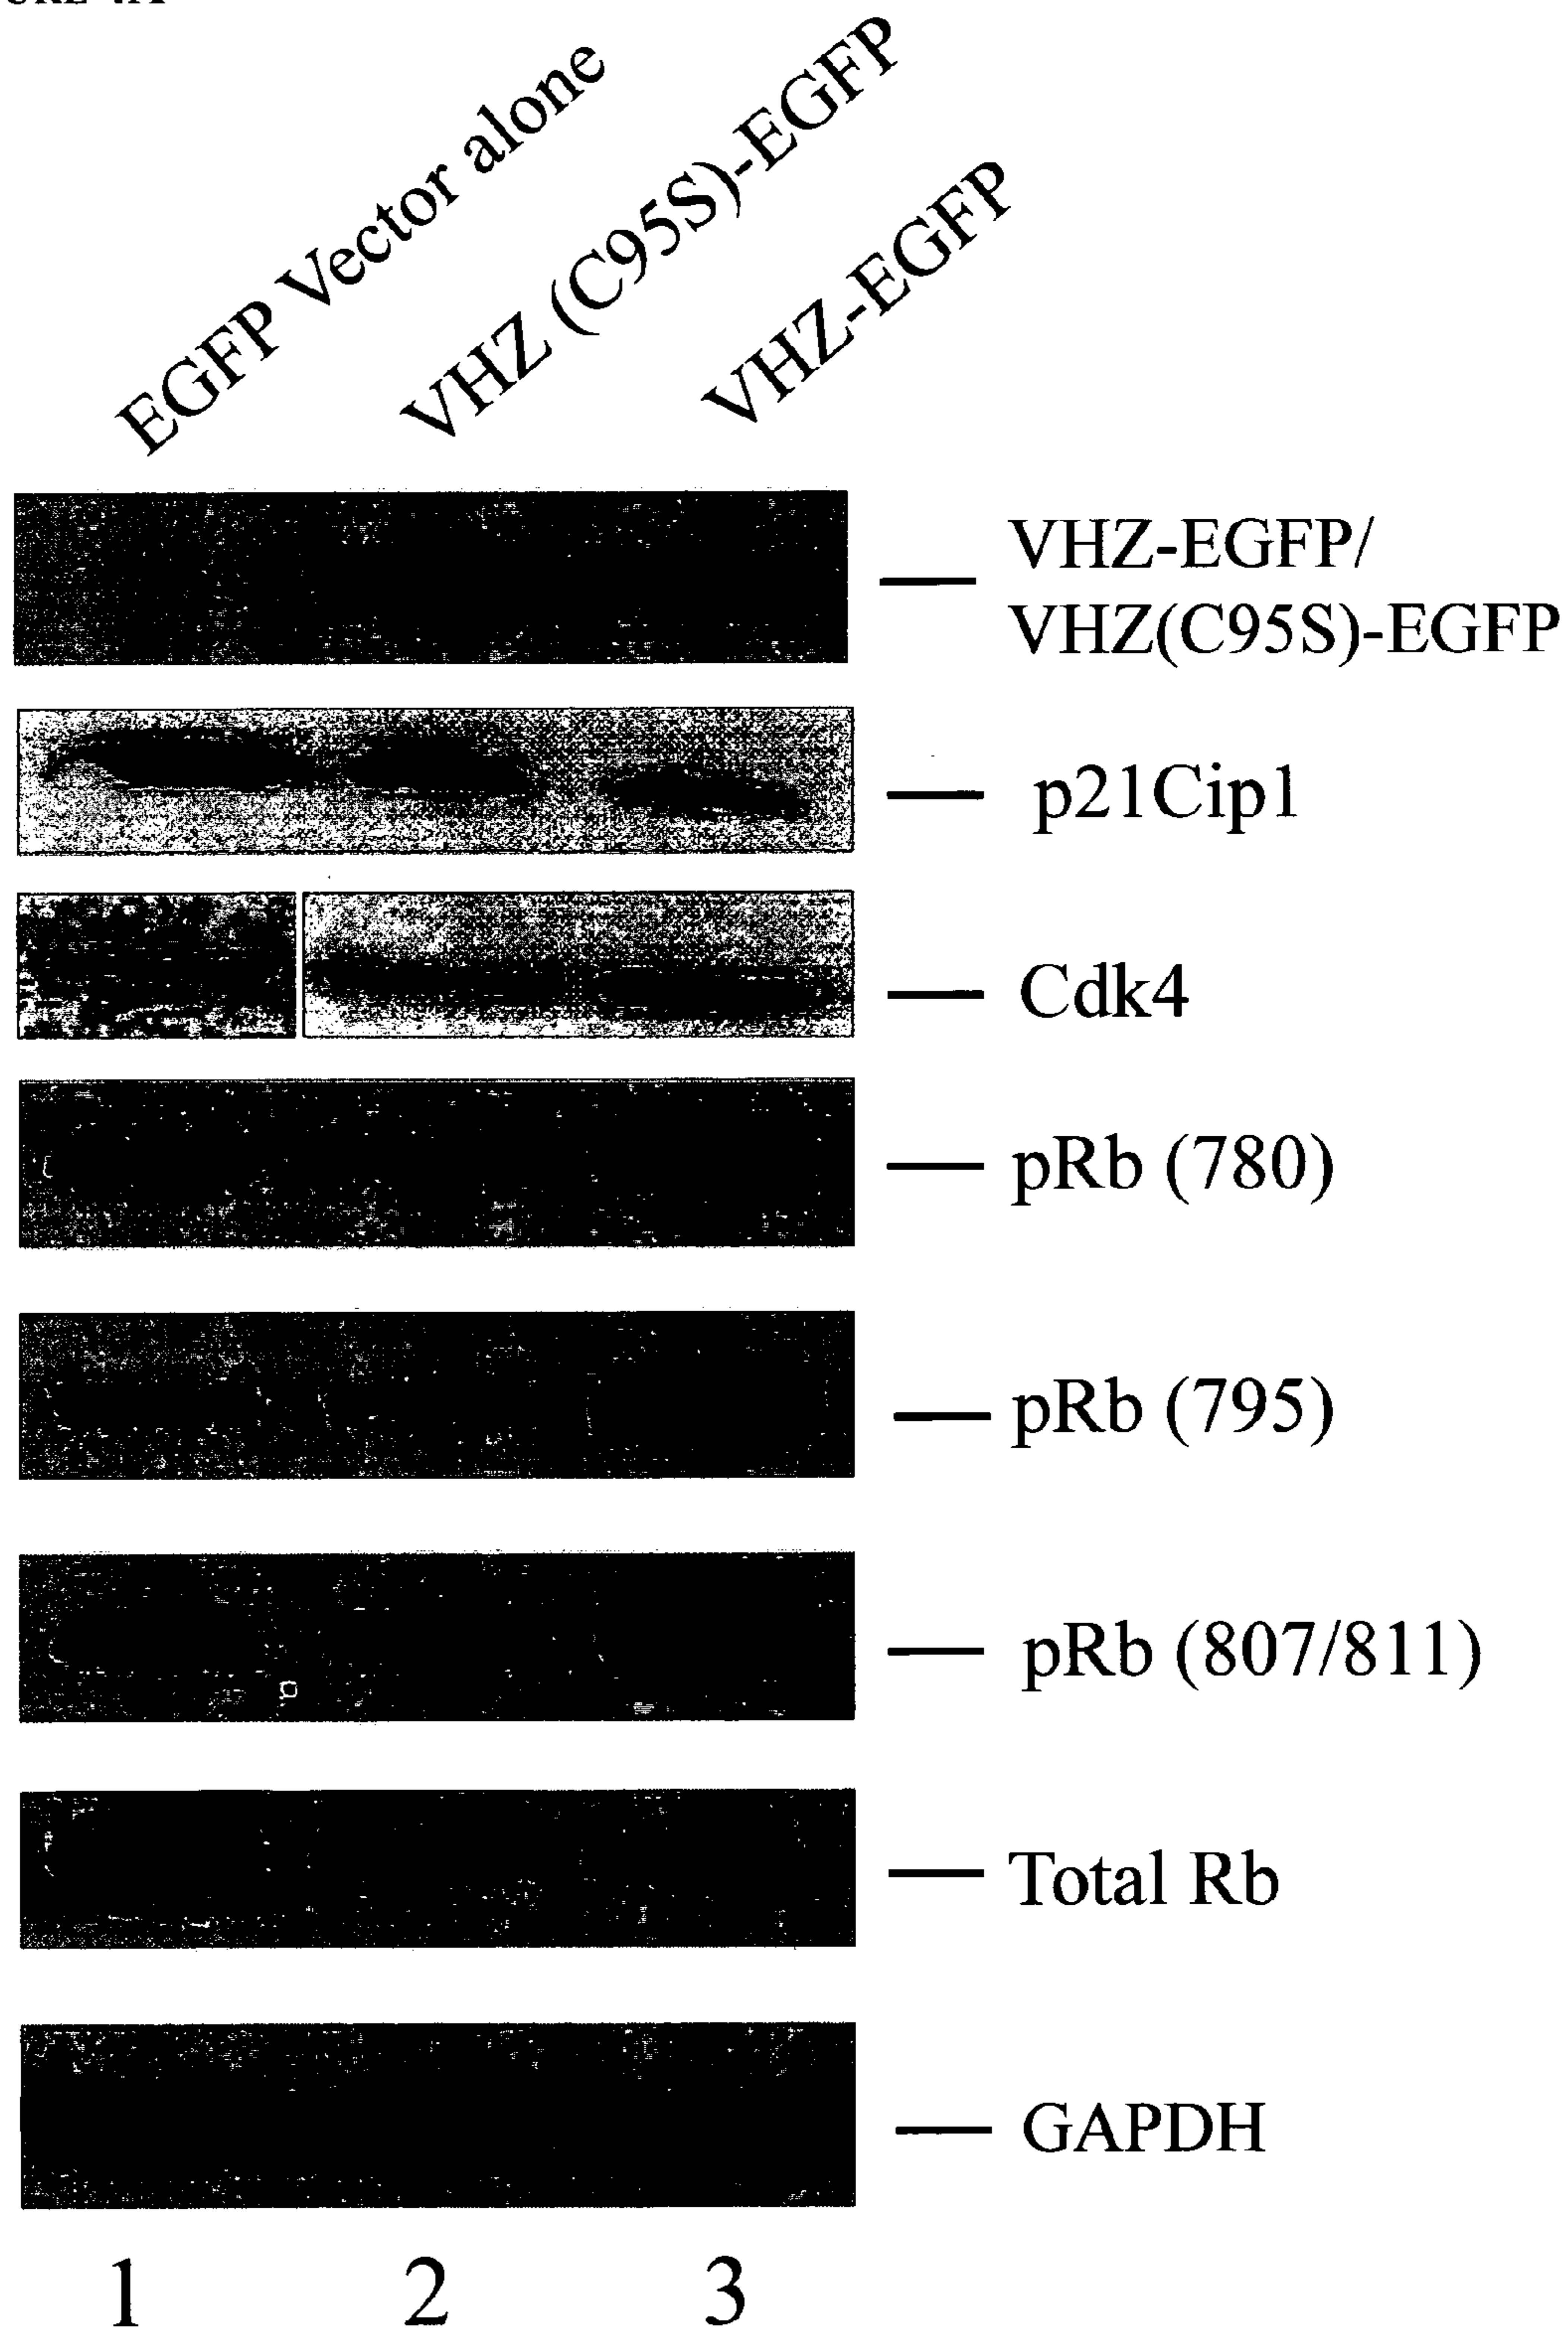 EGFP Vector alone
VHZ (C95S)-EGFP
VHZ-EGFP
VHZ-EGFP/
VHZ(C95S)-EGFP
p21Cip1
Cdk4
pRb (780)
pRb (795)
pRb (807/811)
Total Rb
GAPDH
1 2 3